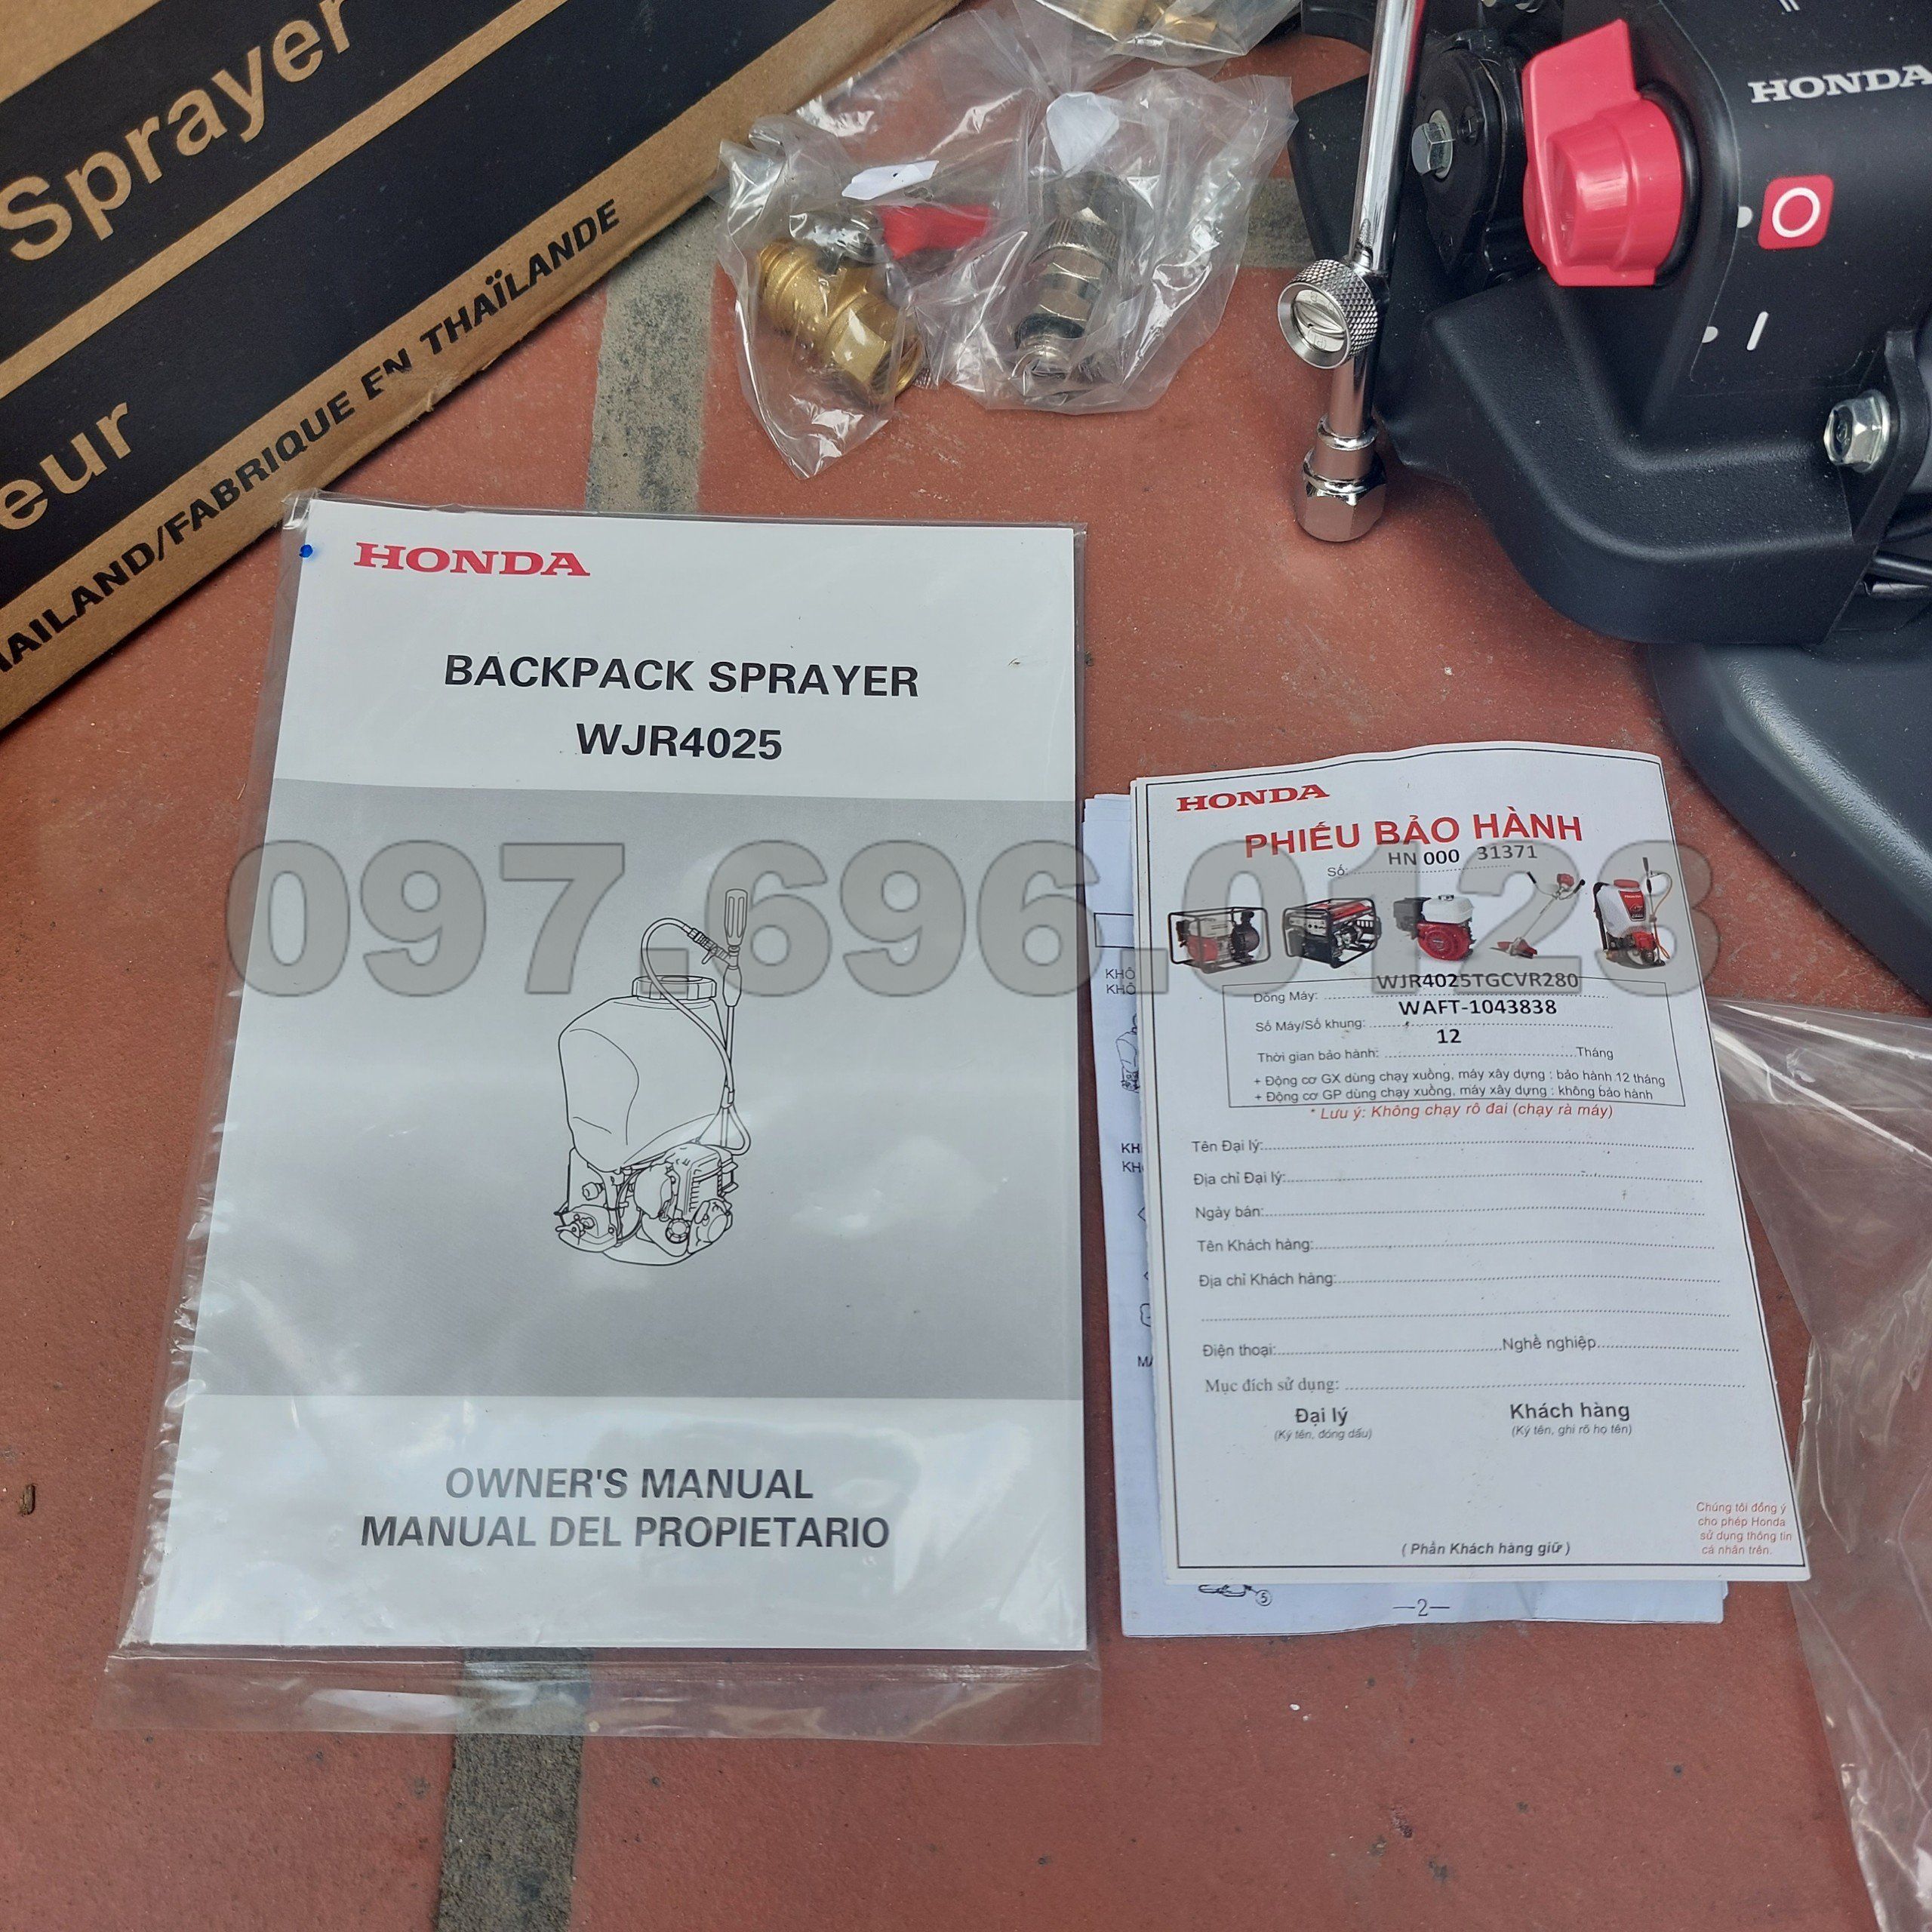 Sprayer
eur
AILAND/FABRIQUE EN THAÏLANDE
HONDA
HONDA
BACKPACK SPRAYER
WJR4025
OWNER'S MANUAL
MANUAL DEL PROPIETARIO
097.696.0123
HONDA
PHIẾU BẢO HÀNH
Số: HN 000 31371
Dòng Máy: WJR4025TGCVR280
Số Máy/Số khung: WAFT-1043838
Thời gian bảo hành: 12 Tháng
+ Động cơ GX dùng chạy xuồng, máy xây dựng : bảo hành 12 tháng
+ Động cơ GP dùng chạy xuồng, máy xây dựng : không bảo hành
* Lưu ý: Không chạy rô đai (chạy rà máy)
Tên Đại lý:
Địa chỉ Đại lý:
Ngày bán:
Tên Khách hàng:
Địa chỉ Khách hàng:
Điện thoại: Nghề nghiệp
Mục đích sử dụng:
Đại lý Khách hàng
(Ký tên, đóng dấu) (Ký tên, ghi rõ họ tên)
Chúng tôi đồng ý
cho phép Honda
sử dụng thông tin
cá nhân trên.
( Phần Khách hàng giữ )
KHÔ
KHÔ
5
—2—